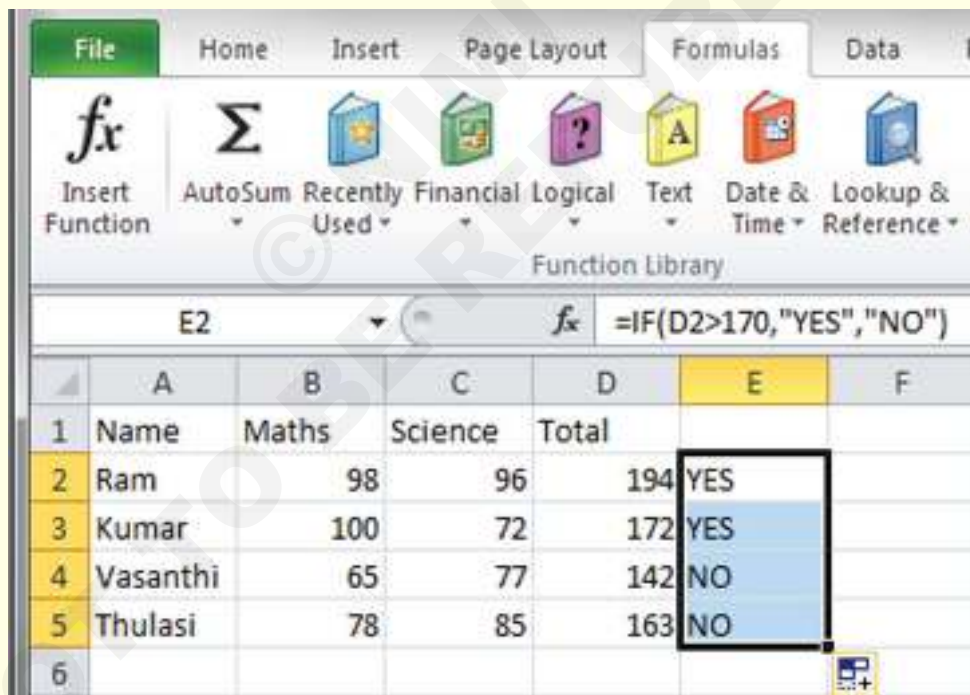 File Home Insert Page Layout Formulas Data
fx Σ ? A
Insert AutoSum Recently Financial Logical Text Date & Lookup &
Function Used Time Reference
Function Library
E2 fx =IF(D2>170,"YES","NO")
A B C D E F
1 Name Maths Science Total
2 Ram 98 96 194 YES
3 Kumar 100 72 172 YES
4 Vasanthi 65 77 142 NO
5 Thulasi 78 85 163 NO
6